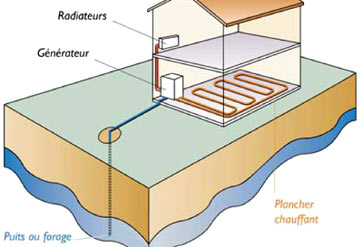 Radiateurs
Générateur
Plancher
chauffant
Puits ou forage